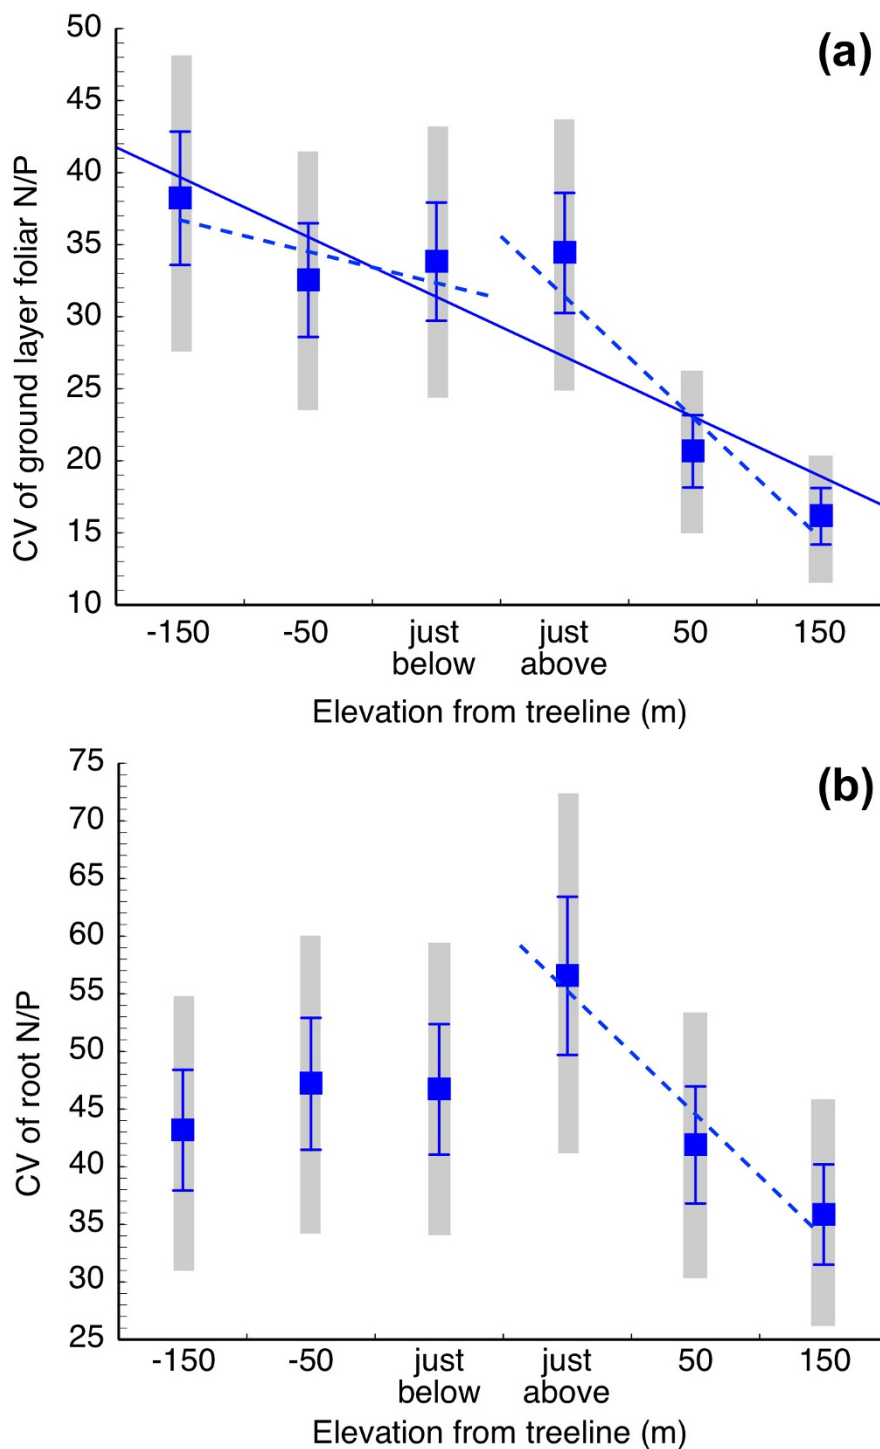 (a)
CV of ground layer foliar N/P
50
45
40
35
30
25
20
15
10
-150 -50 just below just above 50 150
Elevation from treeline (m)
(b)
CV of root N/P
75
70
65
60
55
50
45
40
35
30
25
-150 -50 just below just above 50 150
Elevation from treeline (m)